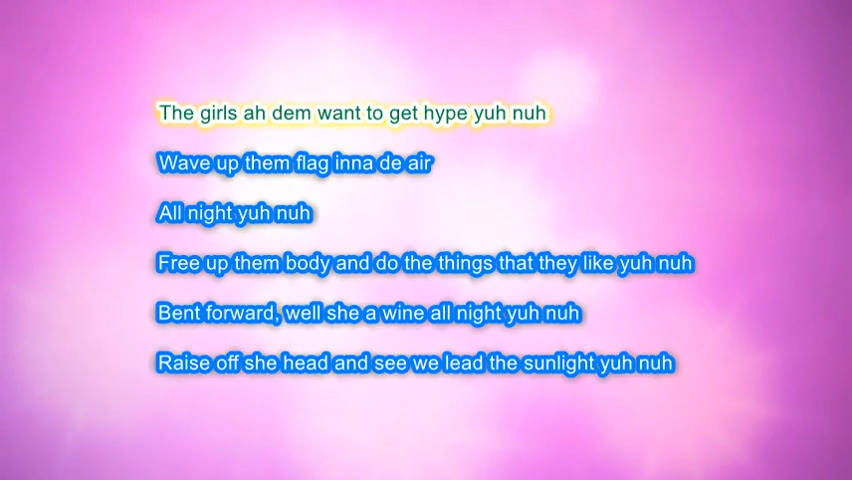 The girls ah dem want to get hype yuh nuh
Wave up them flag inna de air
All night yuh nuh
Free up them body and do the things that they like yuh nuh
Bent forward, well she a wine all night yuh nuh
Raise off she head and see we lead the sunlight yuh nuh